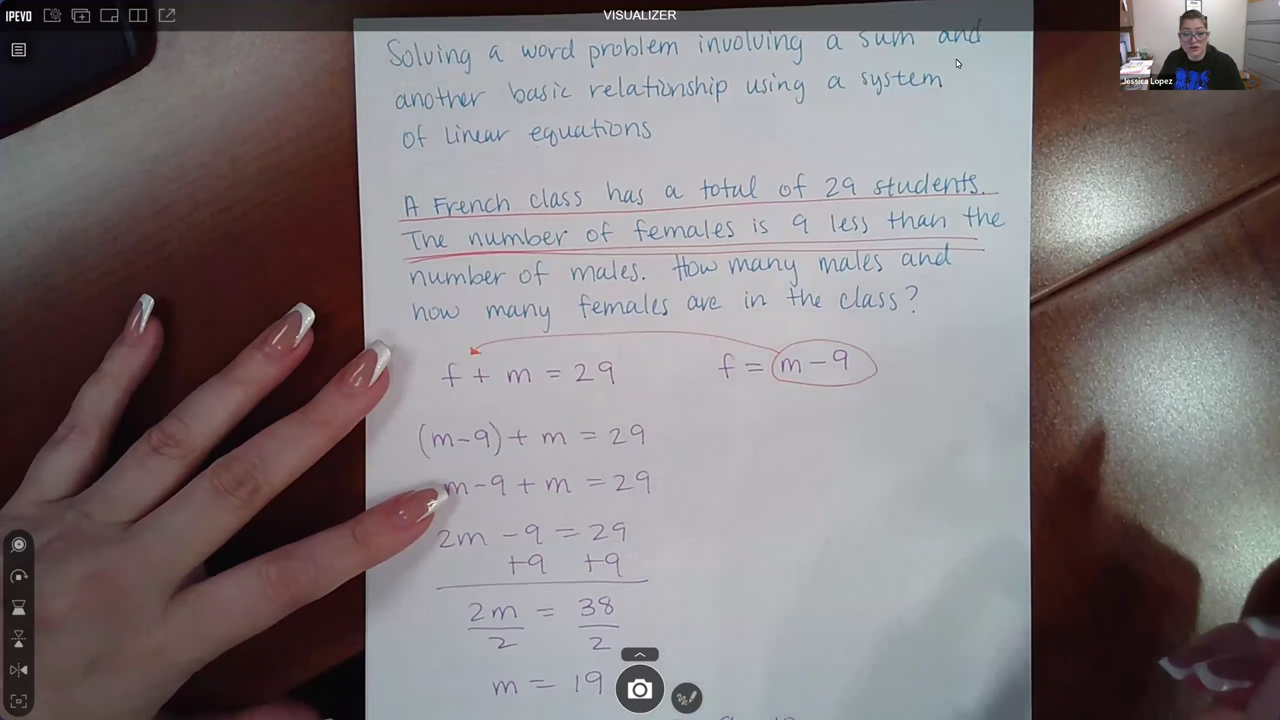 IPEVO
VISUALIZER
Jessica Lopez
Solving a word problem involving a sum and
another basic relationship using a system
of linear equations
A French class has a total of 29 students.
The number of females is 9 less than the
number of males. How many males and
how many females are in the class?
f + m = 29
f = m - 9
(m-9) + m = 29
m-9 + m = 29
2m - 9 = 29
+9 +9
2m = 38
2 2
m = 19